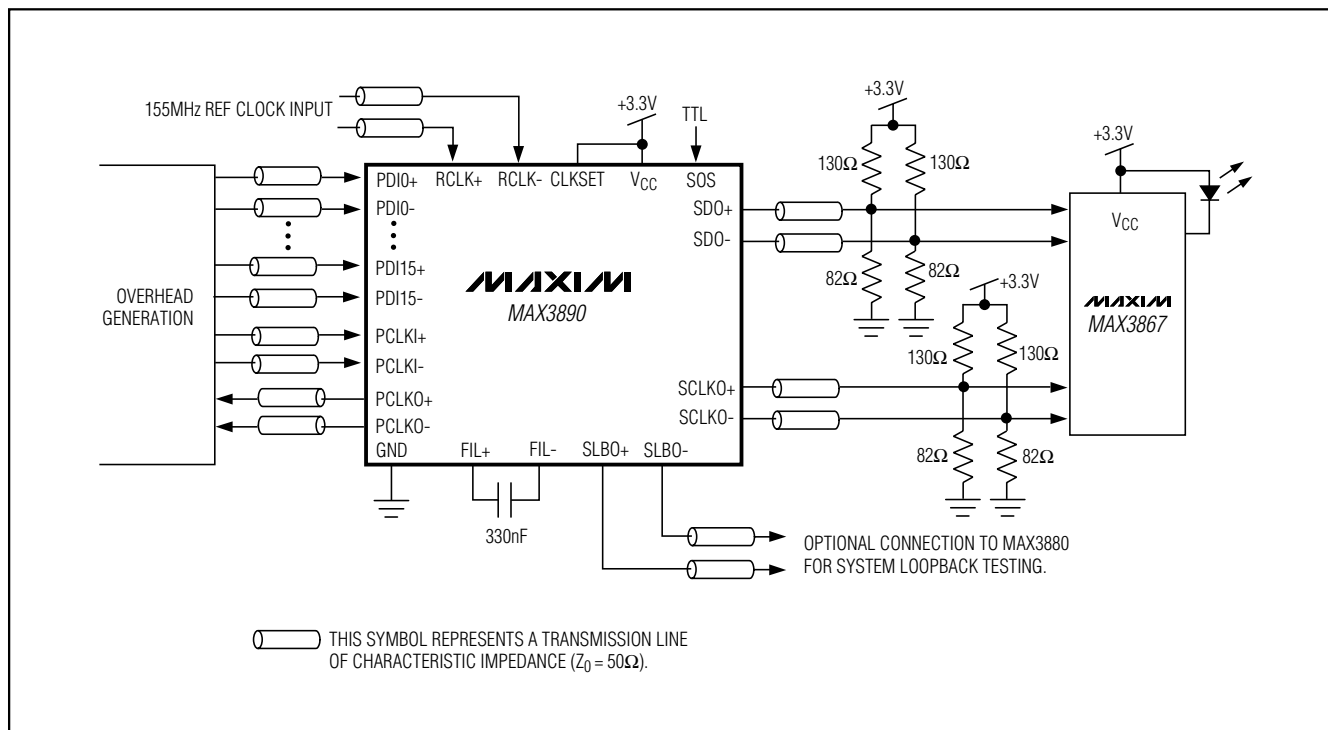 155MHz REF CLOCK INPUT
+3.3V
TTL
+3.3V
+3.3V
130Ω
130Ω
PDI0+
RCLK+
RCLK-
CLKSET
VCC
SOS
PDI0-
SDO+
SDO-
VCC
PDI15+
PDI15-
82Ω
82Ω
+3.3V
OVERHEAD
GENERATION
MAXIM
MAX3890
MAXIM
MAX3867
PCLKI+
PCLKI-
130Ω
130Ω
PCLKO+
PCLKO-
SCLKO+
SCLKO-
GND
FIL+
FIL-
SLBO+
SLBO-
82Ω
82Ω
330nF
OPTIONAL CONNECTION TO MAX3880
FOR SYSTEM LOOPBACK TESTING.
THIS SYMBOL REPRESENTS A TRANSMISSION LINE
OF CHARACTERISTIC IMPEDANCE (Z0 = 50Ω).